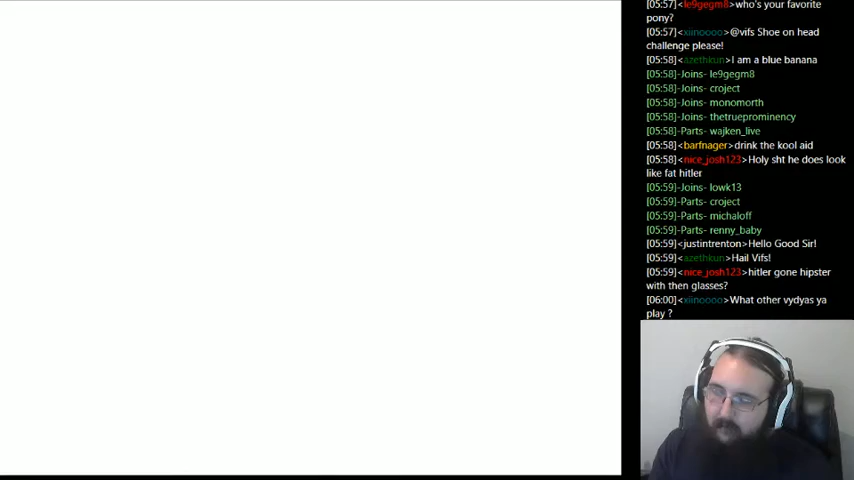 [05:57]<le9gegm8>who's your favorite
pony?
[05:57]<xiinoooo>@vifs Shoe on head
challenge please!
[05:58]<azethkun>I am a blue banana
[05:58]-Joins- le9gegm8
[05:58]-Joins- croject
[05:58]-Joins- monomorth
[05:58]-Joins- thetrueprominency
[05:58]-Parts- wajken_live
[05:58]<barfnager>drink the kool aid
[05:58]<nice_josh123>Holy sht he does look
like fat hitler
[05:59]-Joins- lowk13
[05:59]-Parts- croject
[05:59]-Parts- michaloff
[05:59]-Parts- renny_baby
[05:59]<justintrenton>Hello Good Sir!
[05:59]<azethkun>Hail Vifs!
[05:59]<nice_josh123>hitler gone hipster
with then glasses?
[06:00]<xiinoooo>What other vydyas ya
play ?